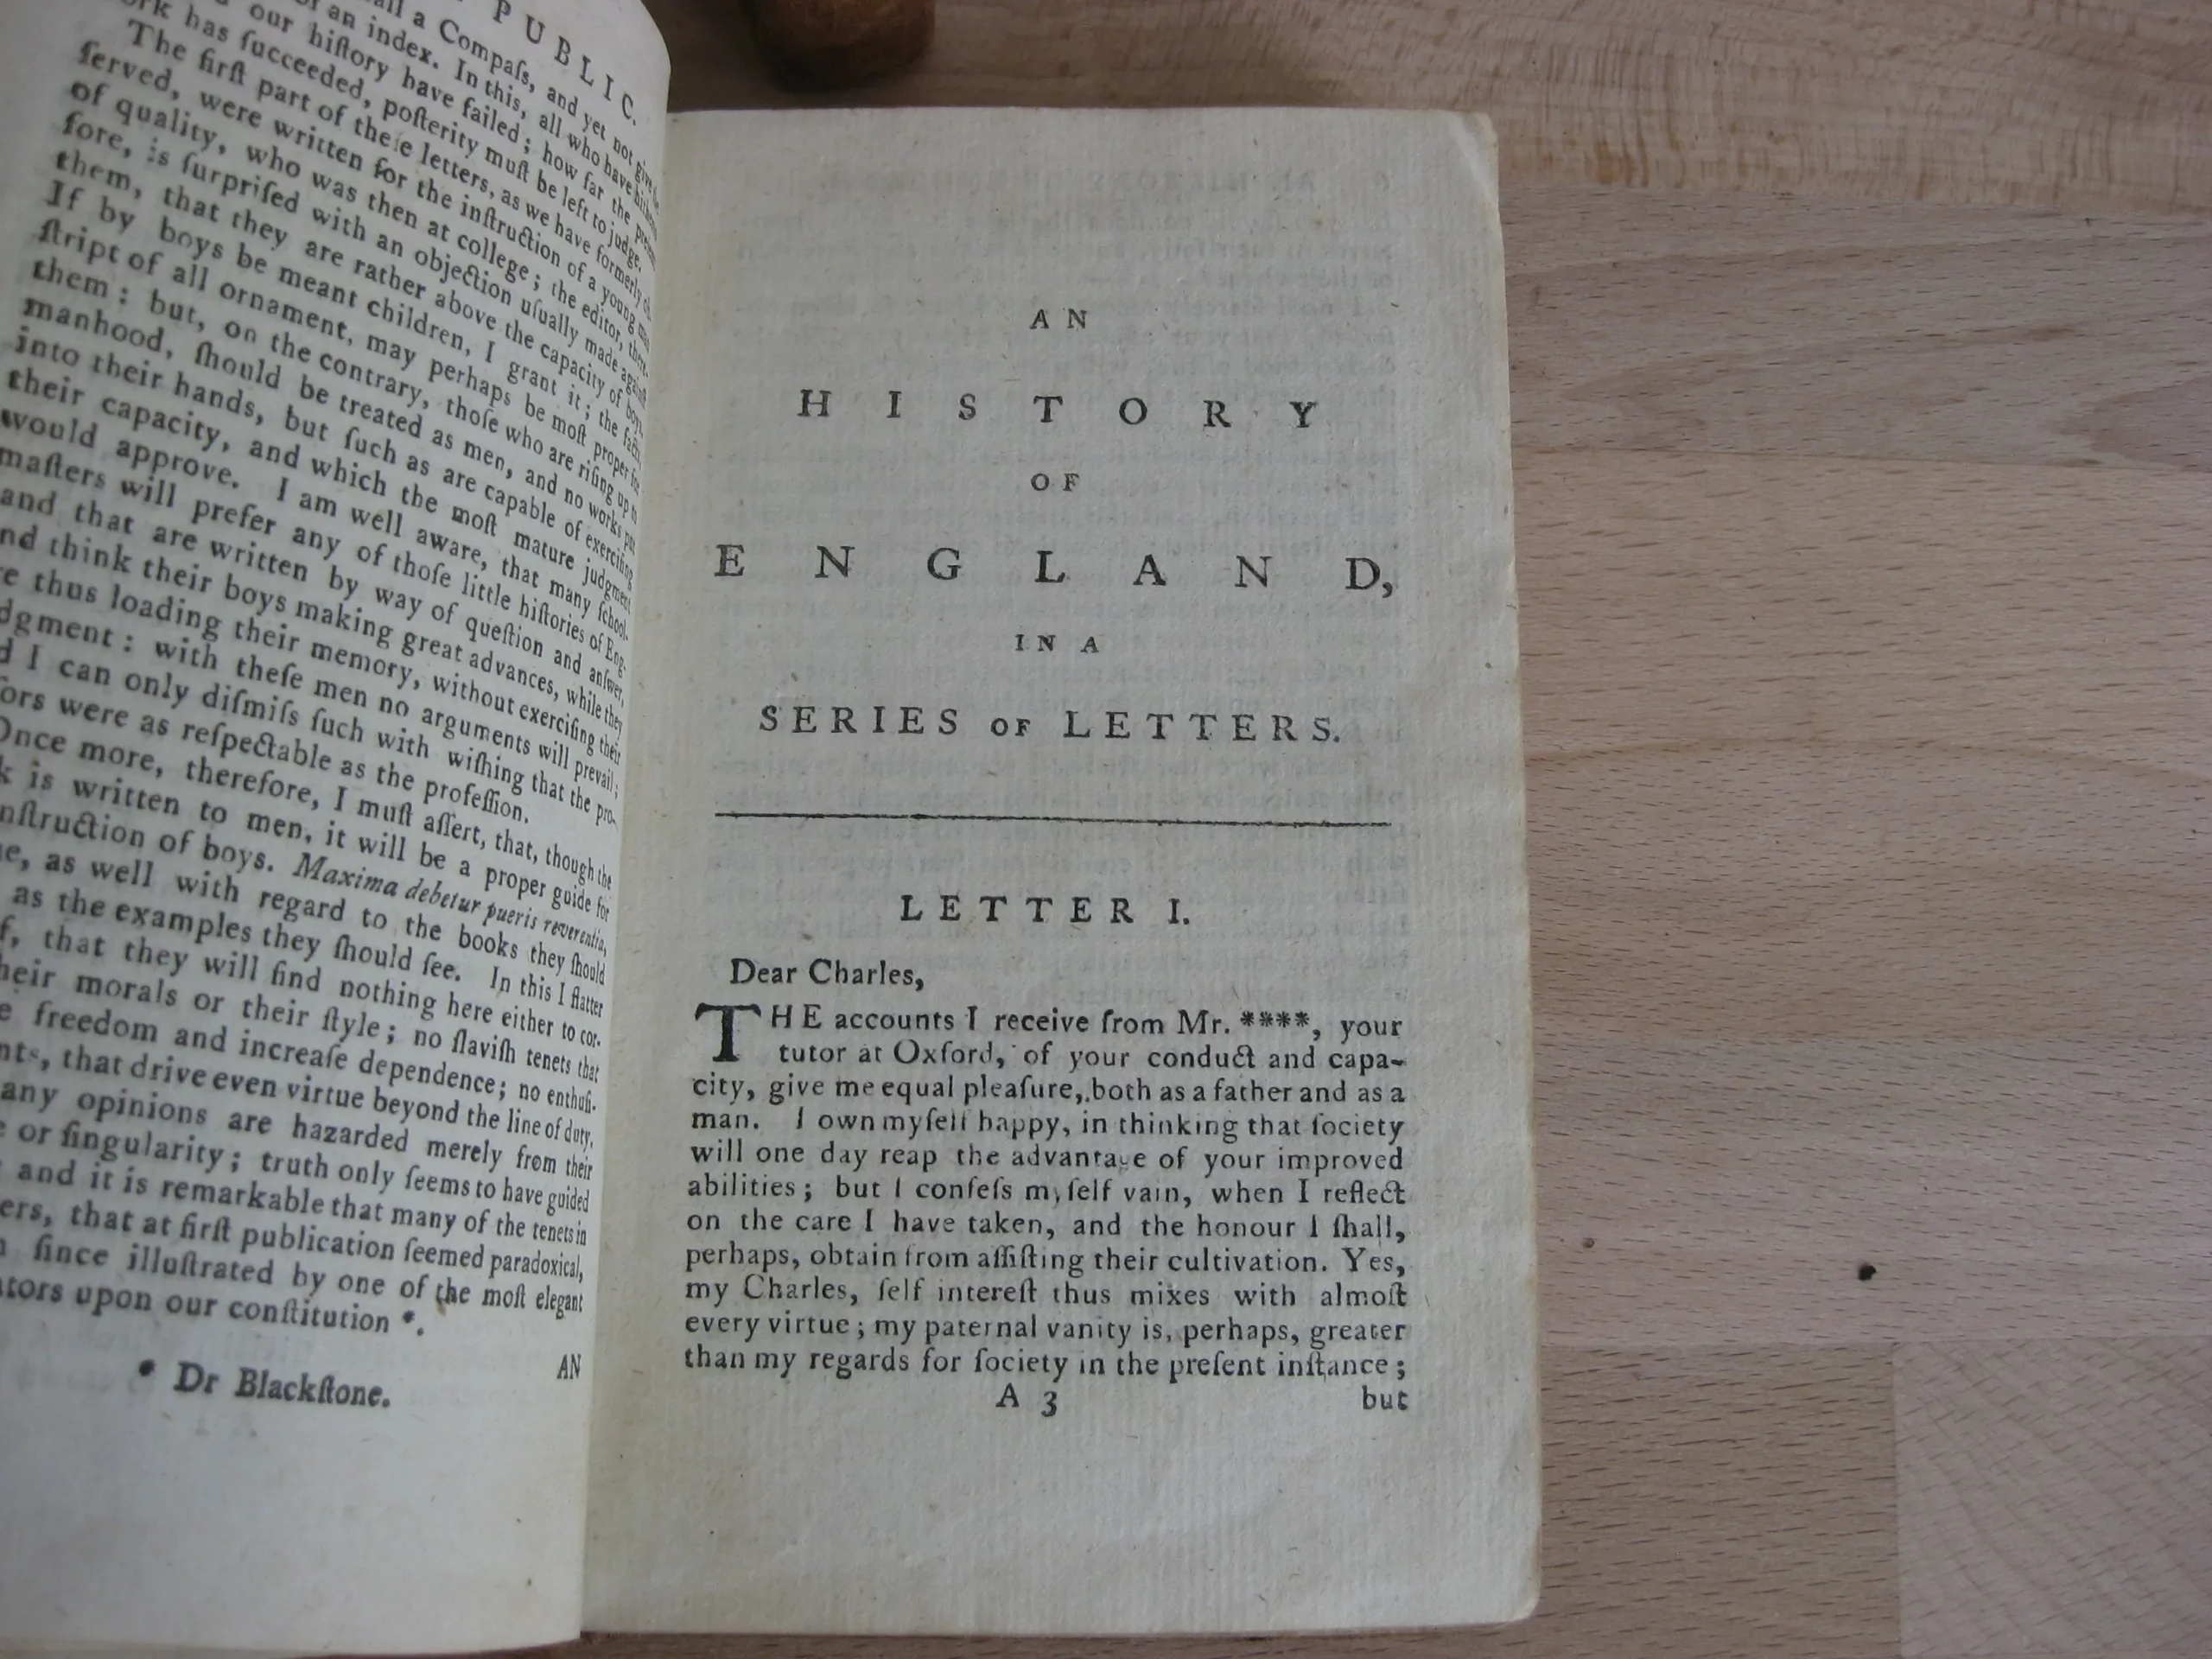 PUBLIC.
a Compaſs, and yet not give the
of an index. In this, all who have hitherto
our hiſtory have failed; how far the preſent
has ſucceeded, poſterity muſt be left to judge.
The firſt part of theſe letters, as we have formerly ob-
ſerved, were written for the inſtruction of a young man
of quality, who was then at college; the editor, there-
fore, is ſurpriſed with an objection uſually made againſt
them, that they are rather above the capacity of boys.
If by boys be meant children, I grant it; the facts,
ſtript of all ornament, may perhaps be moſt proper for
them: but, on the contrary, thoſe who are riſing up to
manhood, ſhould be treated as men, and no works put
into their hands, but ſuch as are capable of exerciſing
their capacity, and which the moſt mature judgment
would approve. I am well aware, that many ſchool-
maſters will prefer any of thoſe little hiſtories of Eng-
and that are written by way of queſtion and anſwer,
nd think their boys making great advances, while they
e thus loading their memory, without exerciſing their
dgment: with theſe men no arguments will prevail;
d I can only diſmiſs ſuch with wiſhing that the pro-
ſors were as reſpectable as the profeſſion.
Once more, therefore, I muſt aſſert, that, though the
k is written to men, it will be a proper guide for
nſtruction of boys. Maxima debetur pueris reverentia,
e, as well with regard to the books they ſhould
as the examples they ſhould ſee. In this I flatter
f, that they will find nothing here either to cor-
heir morals or their ſtyle; no ſlaviſh tenets that
e freedom and increaſe dependence; no enthuſi-
nts, that drive even virtue beyond the line of duty,
any opinions are hazarded merely from their
e or ſingularity; truth only ſeems to have guided
and it is remarkable that many of the tenets in
ers, that at firſt publication ſeemed paradoxical,
n ſince illuſtrated by one of the moſt elegant
tators upon our conſtitution *.
AN
* Dr Blackſtone.
AN
HISTORY
OF
ENGLAND,
IN A
SERIES OF LETTERS.
LETTER I.
Dear Charles,
THE accounts I receive from Mr. ****, your
tutor at Oxford, of your conduct and capa-
city, give me equal pleaſure, both as a father and as a
man. I own myſelf happy, in thinking that ſociety
will one day reap the advantage of your improved
abilities; but I confeſs myſelf vain, when I reflect
on the care I have taken, and the honour I ſhall,
perhaps, obtain from aſſiſting their cultivation. Yes,
my Charles, ſelf intereſt thus mixes with almoſt
every virtue; my paternal vanity is, perhaps, greater
than my regards for ſociety in the preſent inſtance;
A 3
but